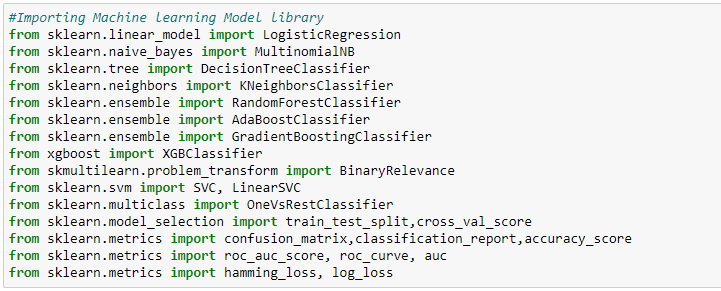 #Importing Machine learning Model library
from sklearn.linear_model import LogisticRegression
from sklearn.naive_bayes import MultinomialNB
from sklearn.tree import DecisionTreeClassifier
from sklearn.neighbors import KNeighborsClassifier
from sklearn.ensemble import RandomForestClassifier
from sklearn.ensemble import AdaBoostClassifier
from sklearn.ensemble import GradientBoostingClassifier
from xgboost import XGBClassifier
from skmultilearn.problem_transform import BinaryRelevance
from sklearn.svm import SVC, LinearSVC
from sklearn.multiclass import OneVsRestClassifier
from sklearn.model_selection import train_test_split,cross_val_score
from sklearn.metrics import confusion_matrix,classification_report,accuracy_score
from sklearn.metrics import roc_auc_score, roc_curve, auc
from sklearn.metrics import hamming_loss, log_loss